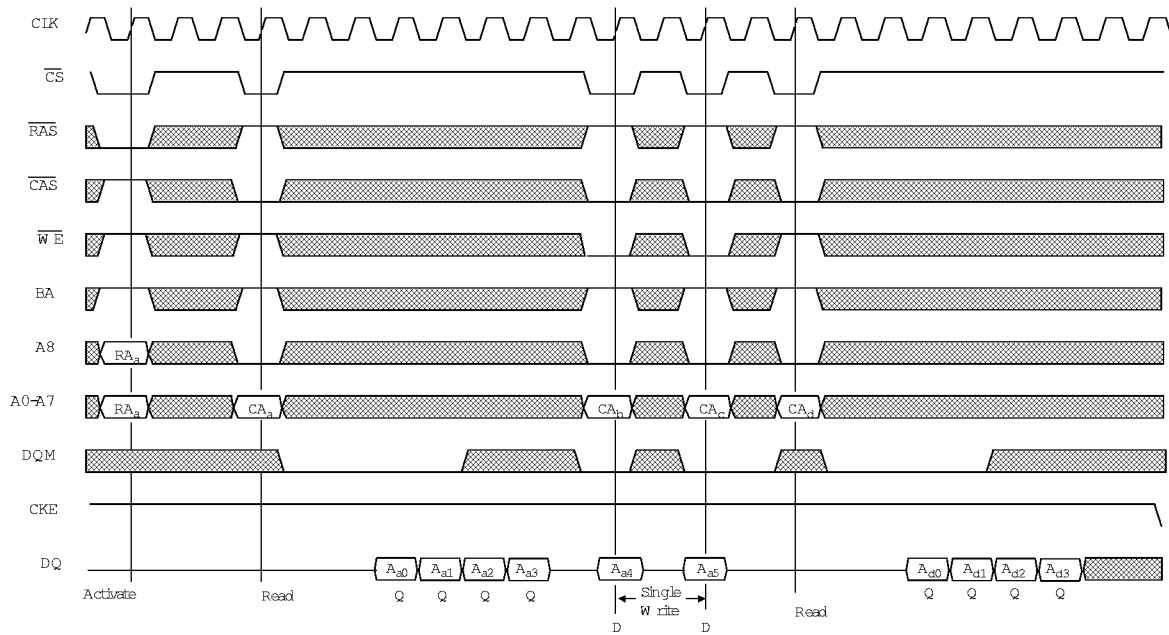 CLK
CS
RAS
CAS
WE
BA
A8 RAa
A0-A7 RAa CAa CAb CAc CAd
DQM
CKE
DQ Aa0 Aa1 Aa2 Aa3 Aa4 Aa5 Ad0 Ad1 Ad2 Ad3
Activate Read Q Q Q Q Single Q Q Q Q
Write Read
D D